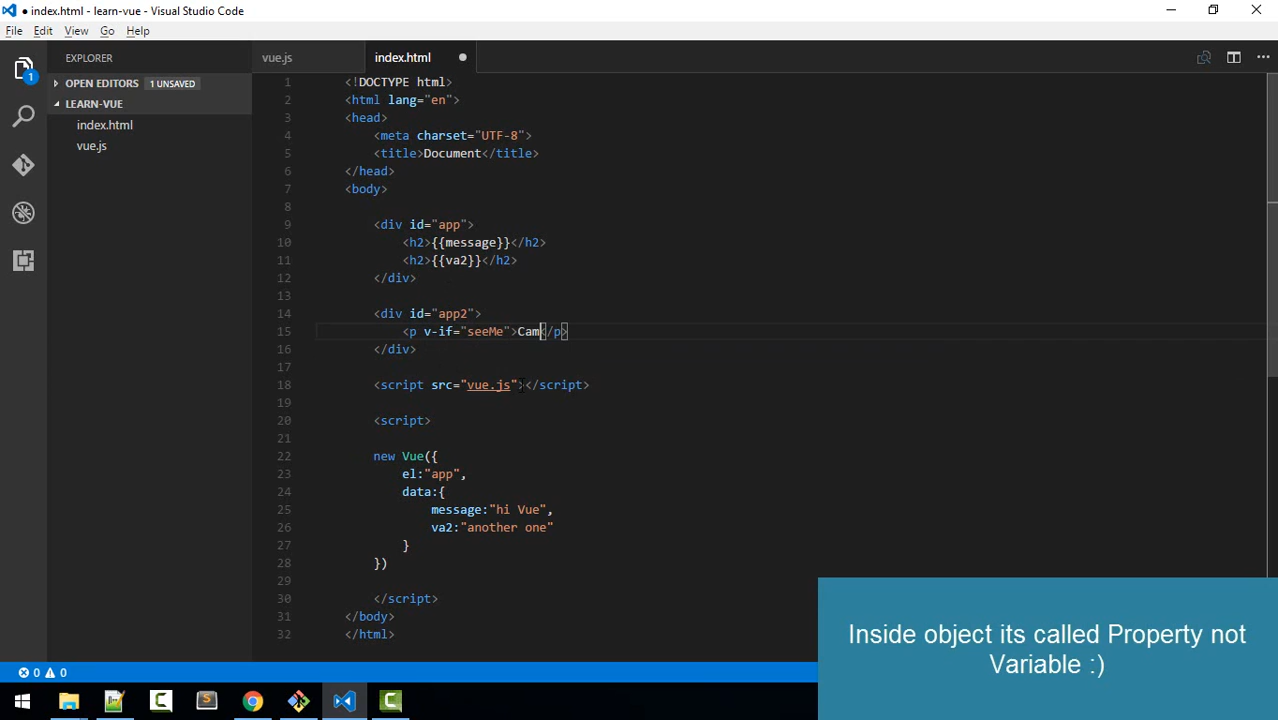 ● index.html - learn-vue - Visual Studio Code
File Edit View Go Help
EXPLORER
OPEN EDITORS 1 UNSAVED
LEARN-VUE
index.html
vue.js
1
vue.js index.html
1 <!DOCTYPE html>
2 <html lang="en">
3 <head>
4 <meta charset="UTF-8">
5 <title>Document</title>
6 </head>
7 <body>
8
9 <div id="app">
10 <h2>{{message}}</h2>
11 <h2>{{va2}}</h2>
12 </div>
13
14 <div id="app2">
15 <p v-if="seeMe">Cam</p>
16 </div>
17
18 <script src="vue.js"></script>
19
20 <script>
21
22 new Vue({
23 el:"app",
24 data:{
25 message:"hi Vue",
26 va2:"another one"
27 }
28 })
29
30 </script>
31 </body>
32 </html>
0 0
Inside object its called Property not
Variable :)